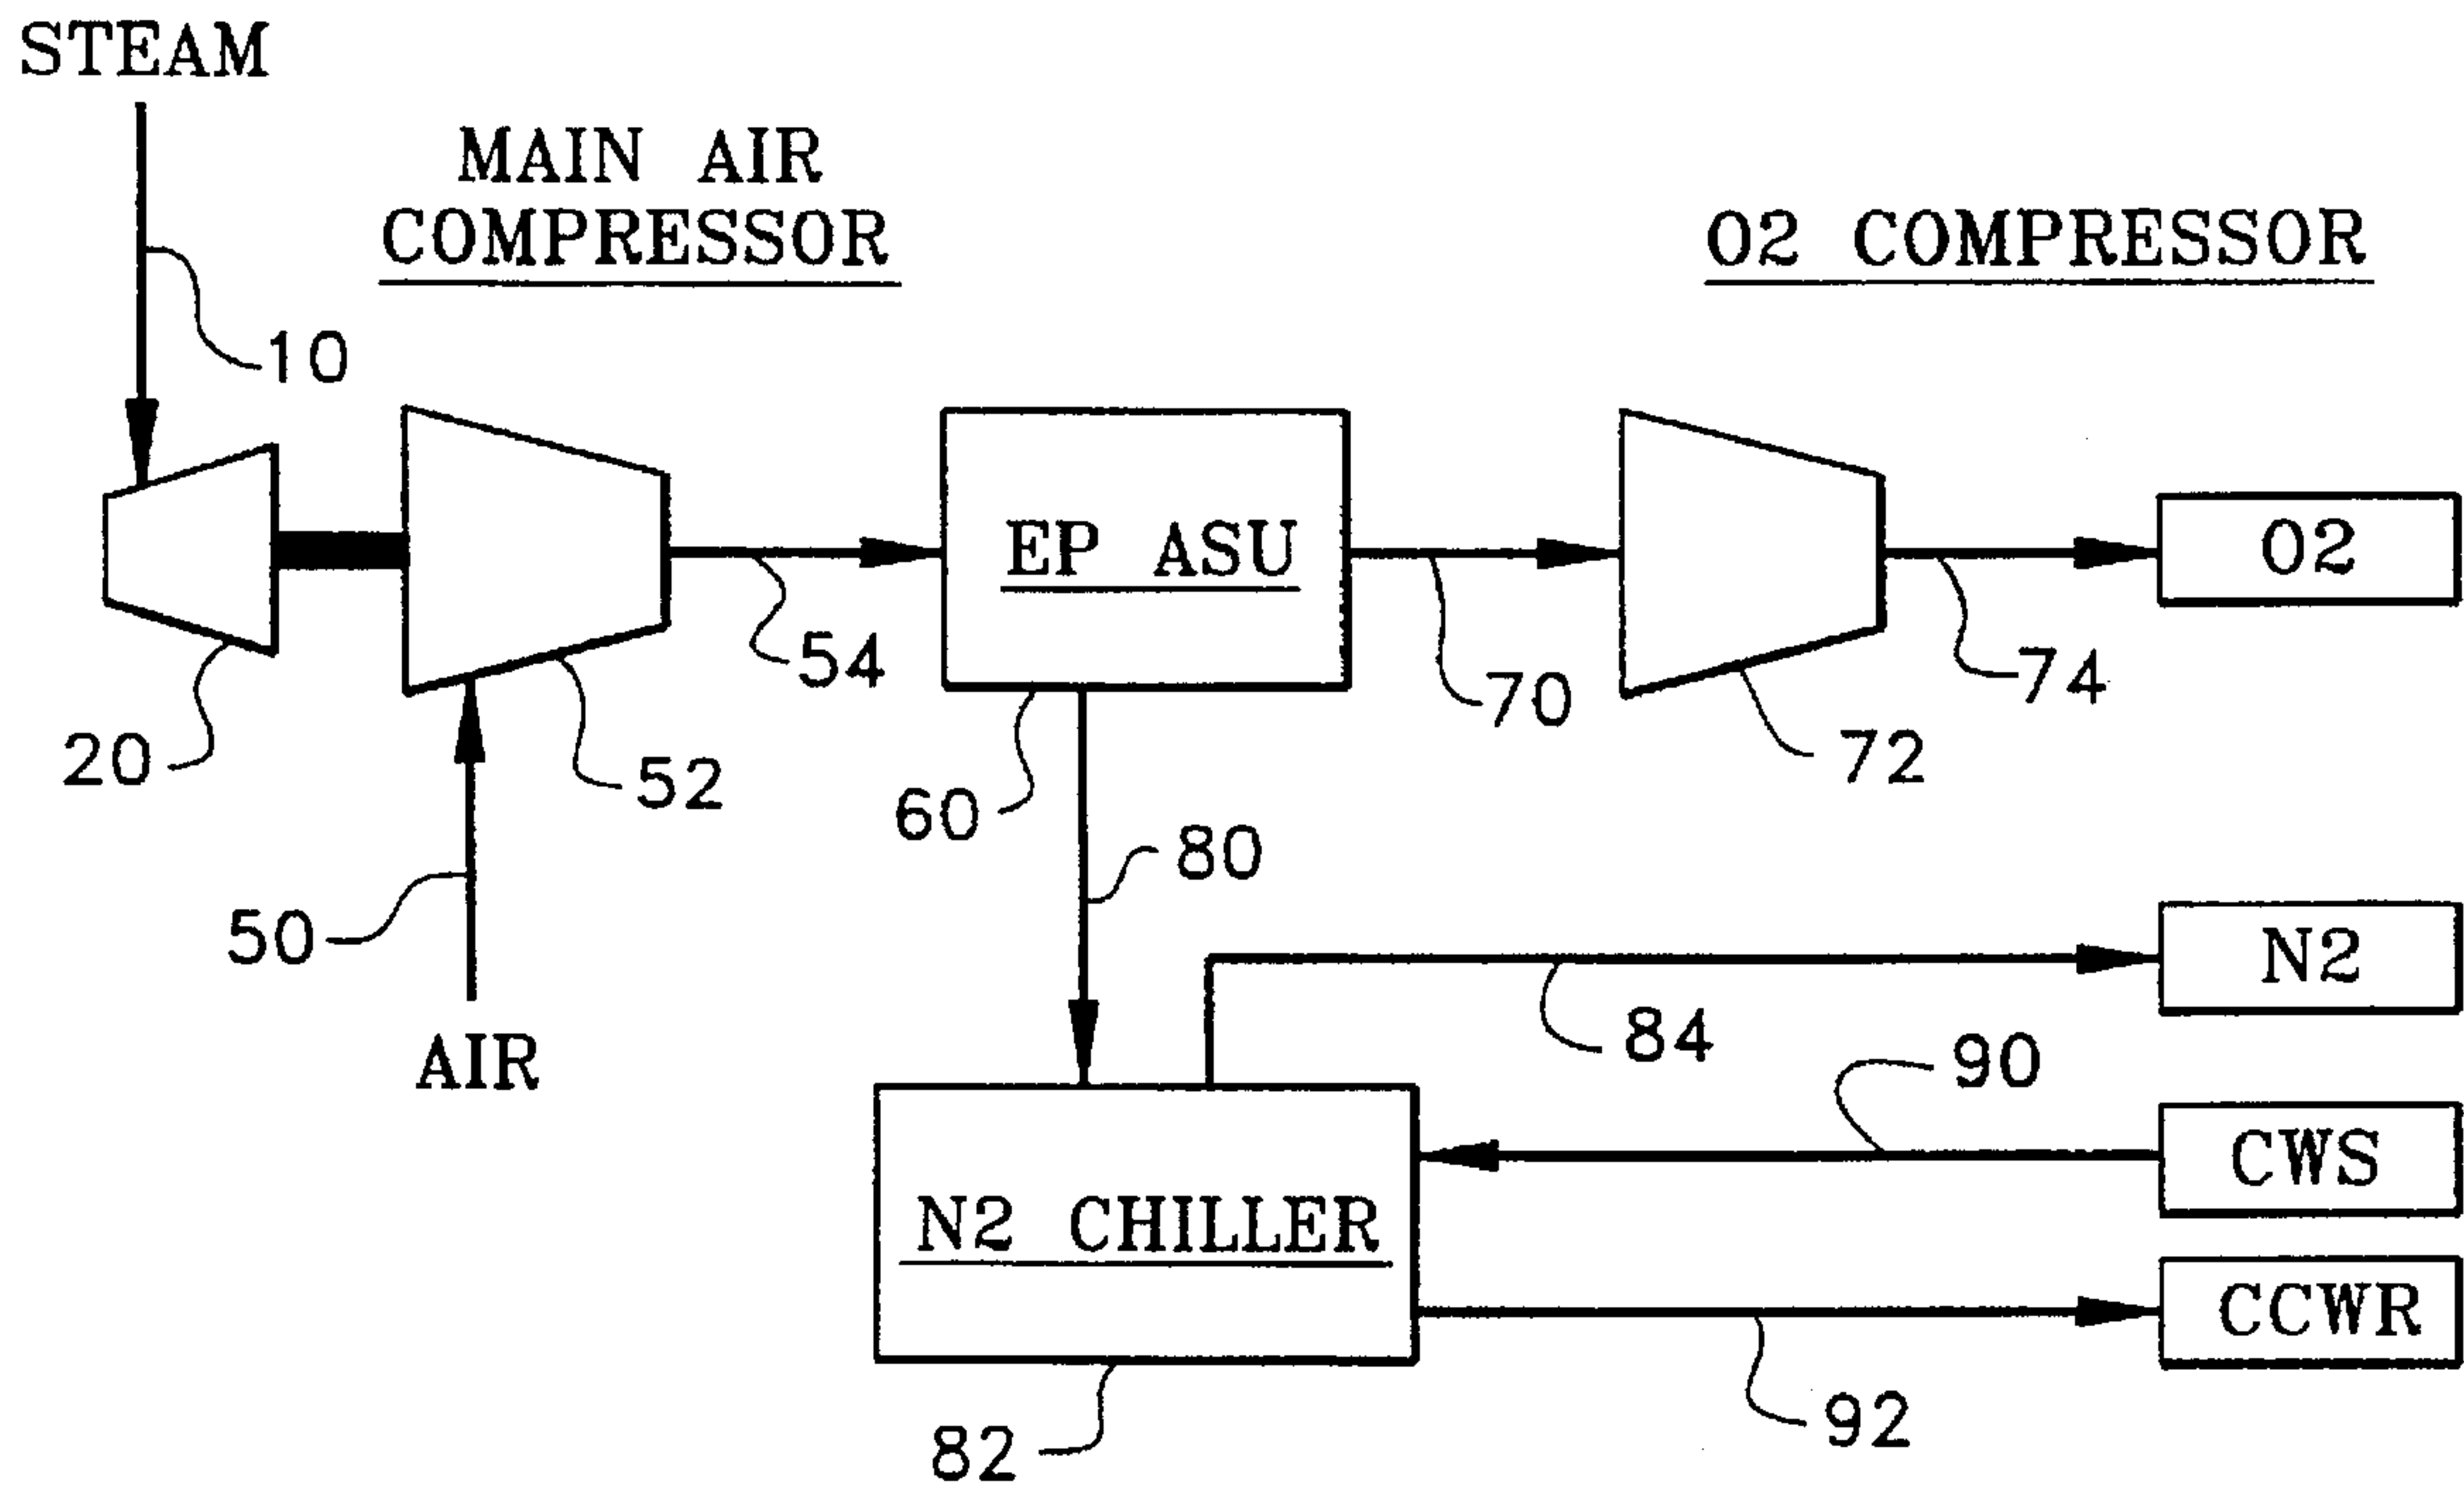 STEAM
MAIN AIR
COMPRESSOR
O2 COMPRESSOR
10
EP ASU
O2
54
70
74
20
52
72
60
80
50
N2
84
90
AIR
CWS
N2 CHILLER
CCWR
92
82